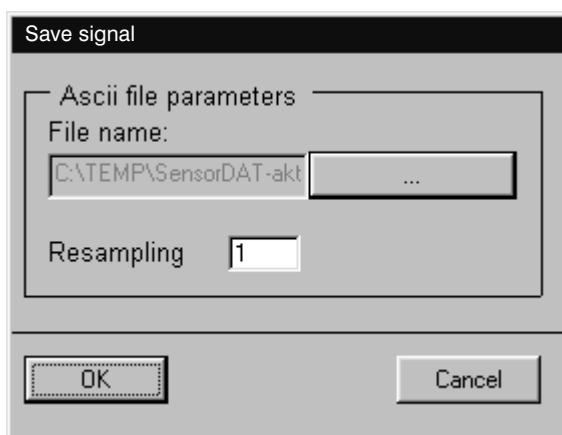 Save signal
Ascii file parameters
File name:
C:\TEMP\SensorDAT-akt
...
Resampling 1
OK Cancel